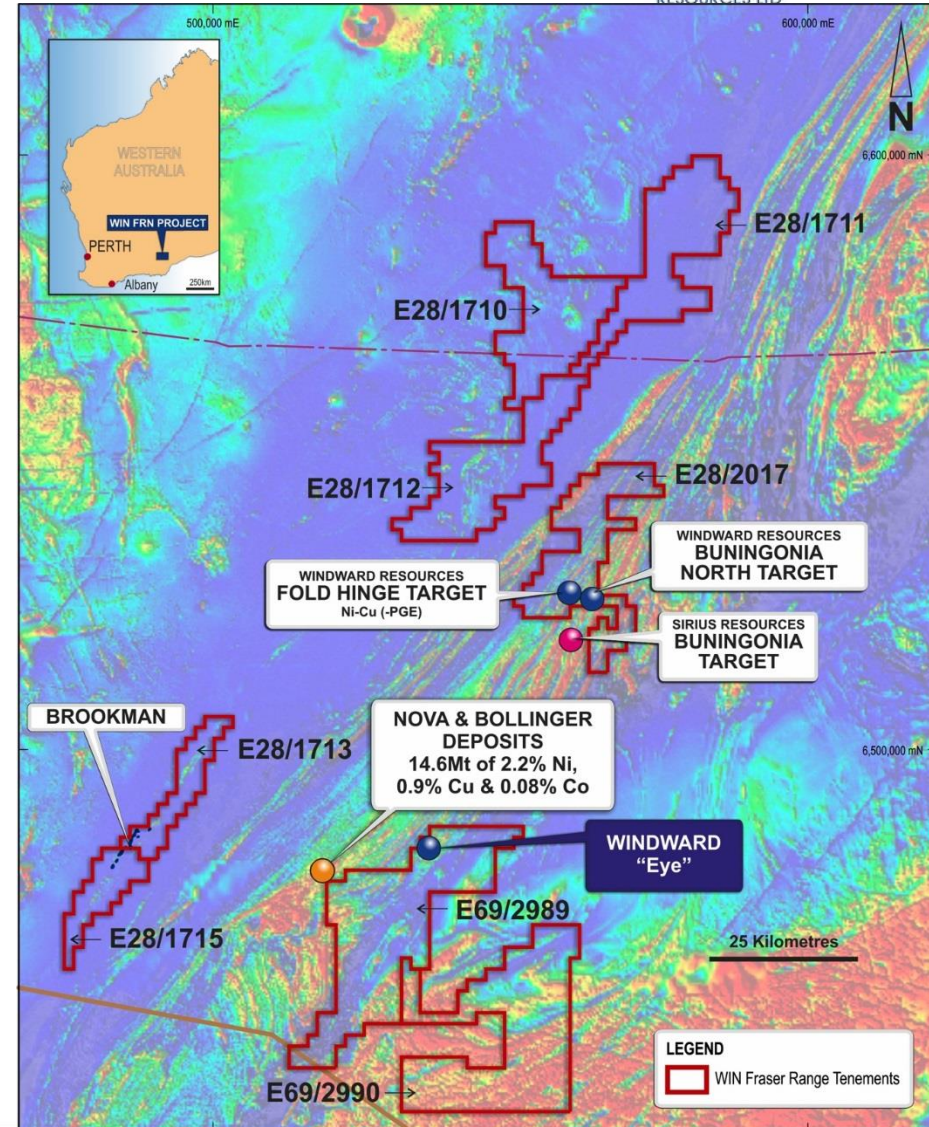 RESOURCES LTD
500,000 mE
600,000 mE
N
WESTERN
AUSTRALIA
WIN FRN PROJECT
PERTH
Albany
250km
6,600,000 mN
E28/1711
E28/1710
E28/1712
E28/2017
WINDWARD RESOURCES
FOLD HINGE TARGET
Ni-Cu (-PGE)
WINDWARD RESOURCES
BUNINGONIA
NORTH TARGET
SIRIUS RESOURCES
BUNINGONIA
TARGET
BROOKMAN
E28/1713
NOVA & BOLLINGER
DEPOSITS
14.6Mt of 2.2% Ni,
0.9% Cu & 0.08% Co
6,500,000 mN
WINDWARD
“Eye”
E69/2989
E28/1715
25 Kilometres
E69/2990
LEGEND
WIN Fraser Range Tenements